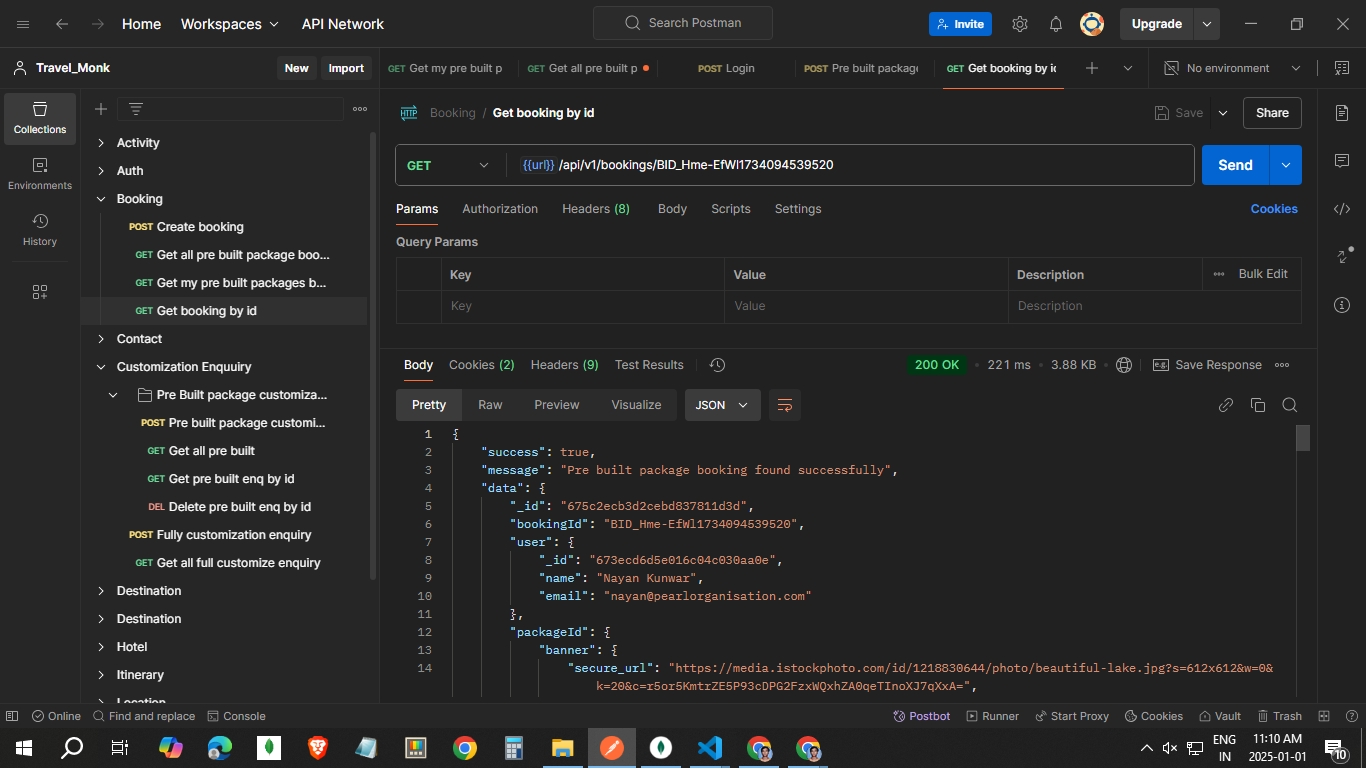 Home Workspaces API Network Search Postman Invite Upgrade
Travel_Monk New Import GET Get my pre built p GET Get all pre built p POST Login POST Pre built package GET Get booking by id No environment
Collections
Environments
History
Activity
Auth
Booking
POST Create booking
GET Get all pre built package boo...
GET Get my pre built packages b...
GET Get booking by id
Contact
Customization Enquiry
Pre Built package customiza...
POST Pre built package customi...
GET Get all pre built
GET Get pre built enq by id
DEL Delete pre built enq by id
POST Fully customization enquiry
GET Get all full customize enquiry
Destination
Destination
Hotel
Itinerary
Location
HTTP Booking / Get booking by id Save Share
GET {{url}} /api/v1/bookings/BID_Hme-EfWl1734094539520 Send
Params Authorization Headers (8) Body Scripts Settings Cookies
Query Params
Key Value Description Bulk Edit
Key Value Description
Body Cookies (2) Headers (9) Test Results 200 OK 221 ms 3.88 KB e.g. Save Response
Pretty Raw Preview Visualize JSON
1 {
2 "success": true,
3 "message": "Pre built package booking found successfully",
4 "data": {
5 "_id": "675c2ecb3d2cebd837811d3d",
6 "bookingId": "BID_Hme-EfWl1734094539520",
7 "user": {
8 "_id": "673ecd6d5e016c04c030aa0e",
9 "name": "Nayan Kunwar",
10 "email": "nayan@pearlorganisation.com"
11 },
12 "packageId": {
13 "banner": {
14 "secure_url": "https://media.istockphoto.com/id/1218830644/photo/beautiful-lake.jpg?s=612x612&w=0&
k=20&c=r5or5KmtrZE5P93cDPG2FzxWQxhZA0qeTInoXJ7qXxA=",
Online Find and replace Console Postbot Runner Start Proxy Cookies Vault Trash
ENG
IN
11:10 AM
2025-01-01
10